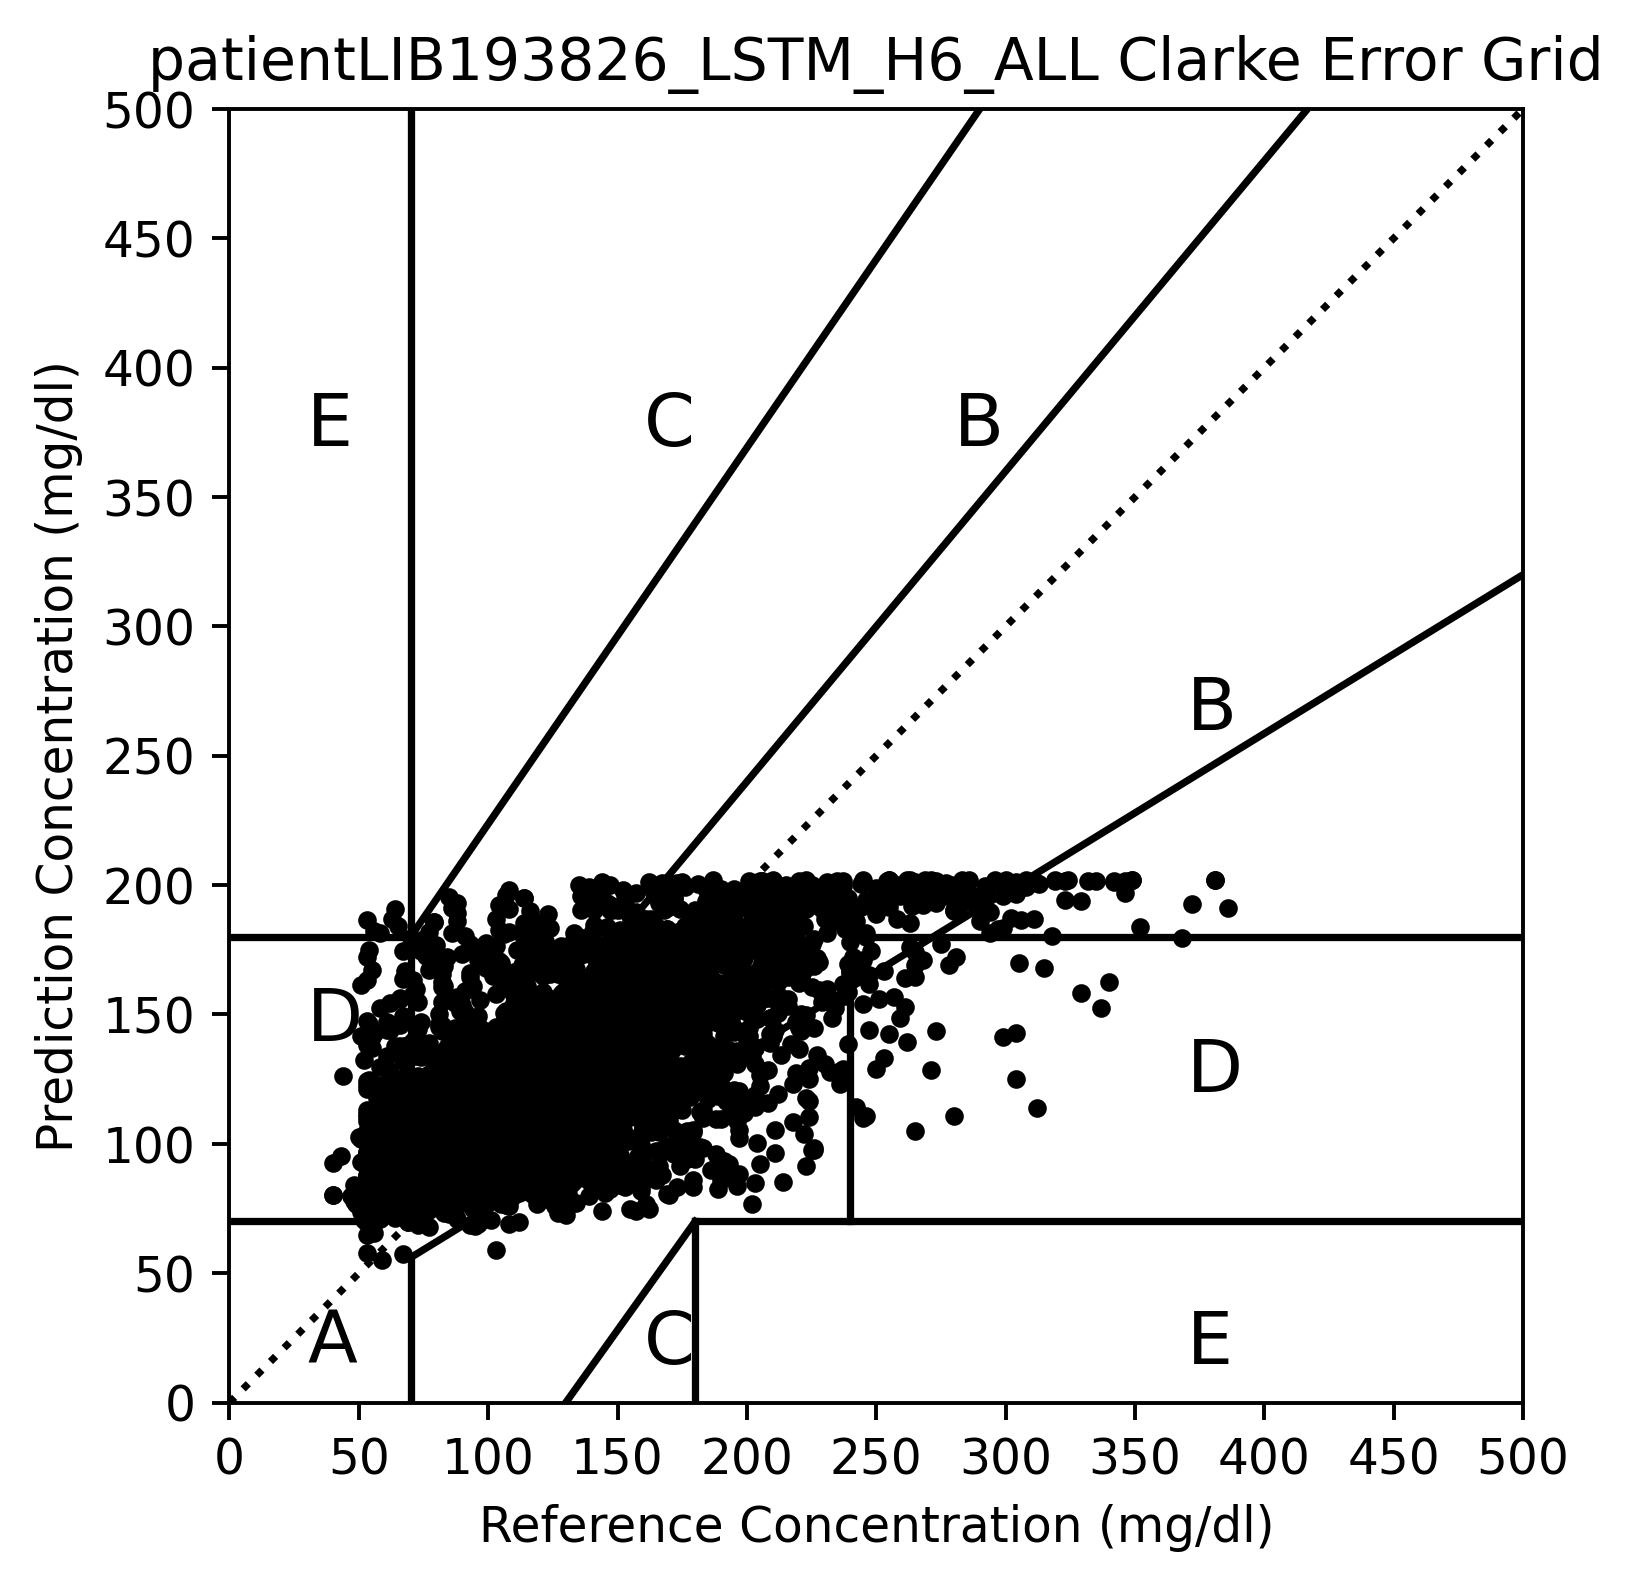 patientLIB193826_LSTM_H6_ALL Clarke Error Grid
Prediction Concentration (mg/dl)
500
450
400
350
300
250
200
150
100
50
0
E
C
B
B
D
D
A
C
E
0 50 100 150 200 250 300 350 400 450 500
Reference Concentration (mg/dl)